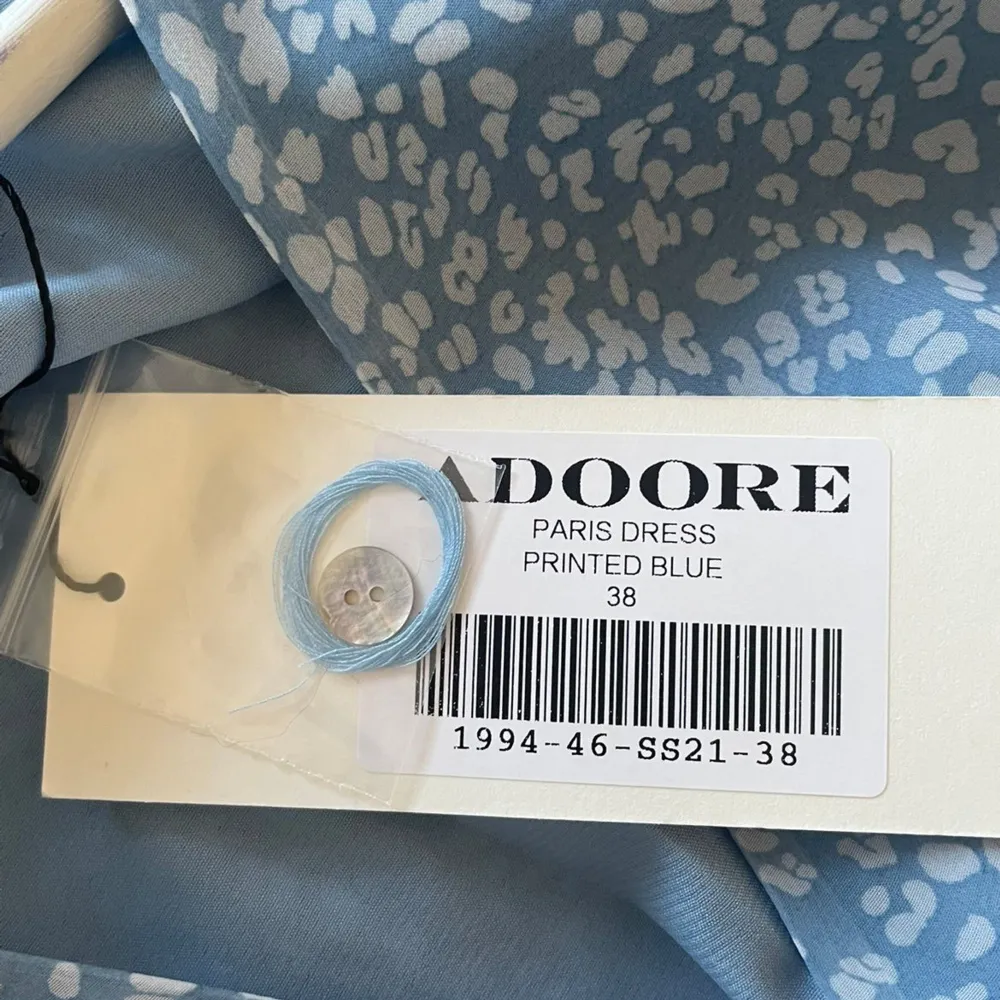 ADOORE
PARIS DRESS
PRINTED BLUE
38
1994-46-SS21-38